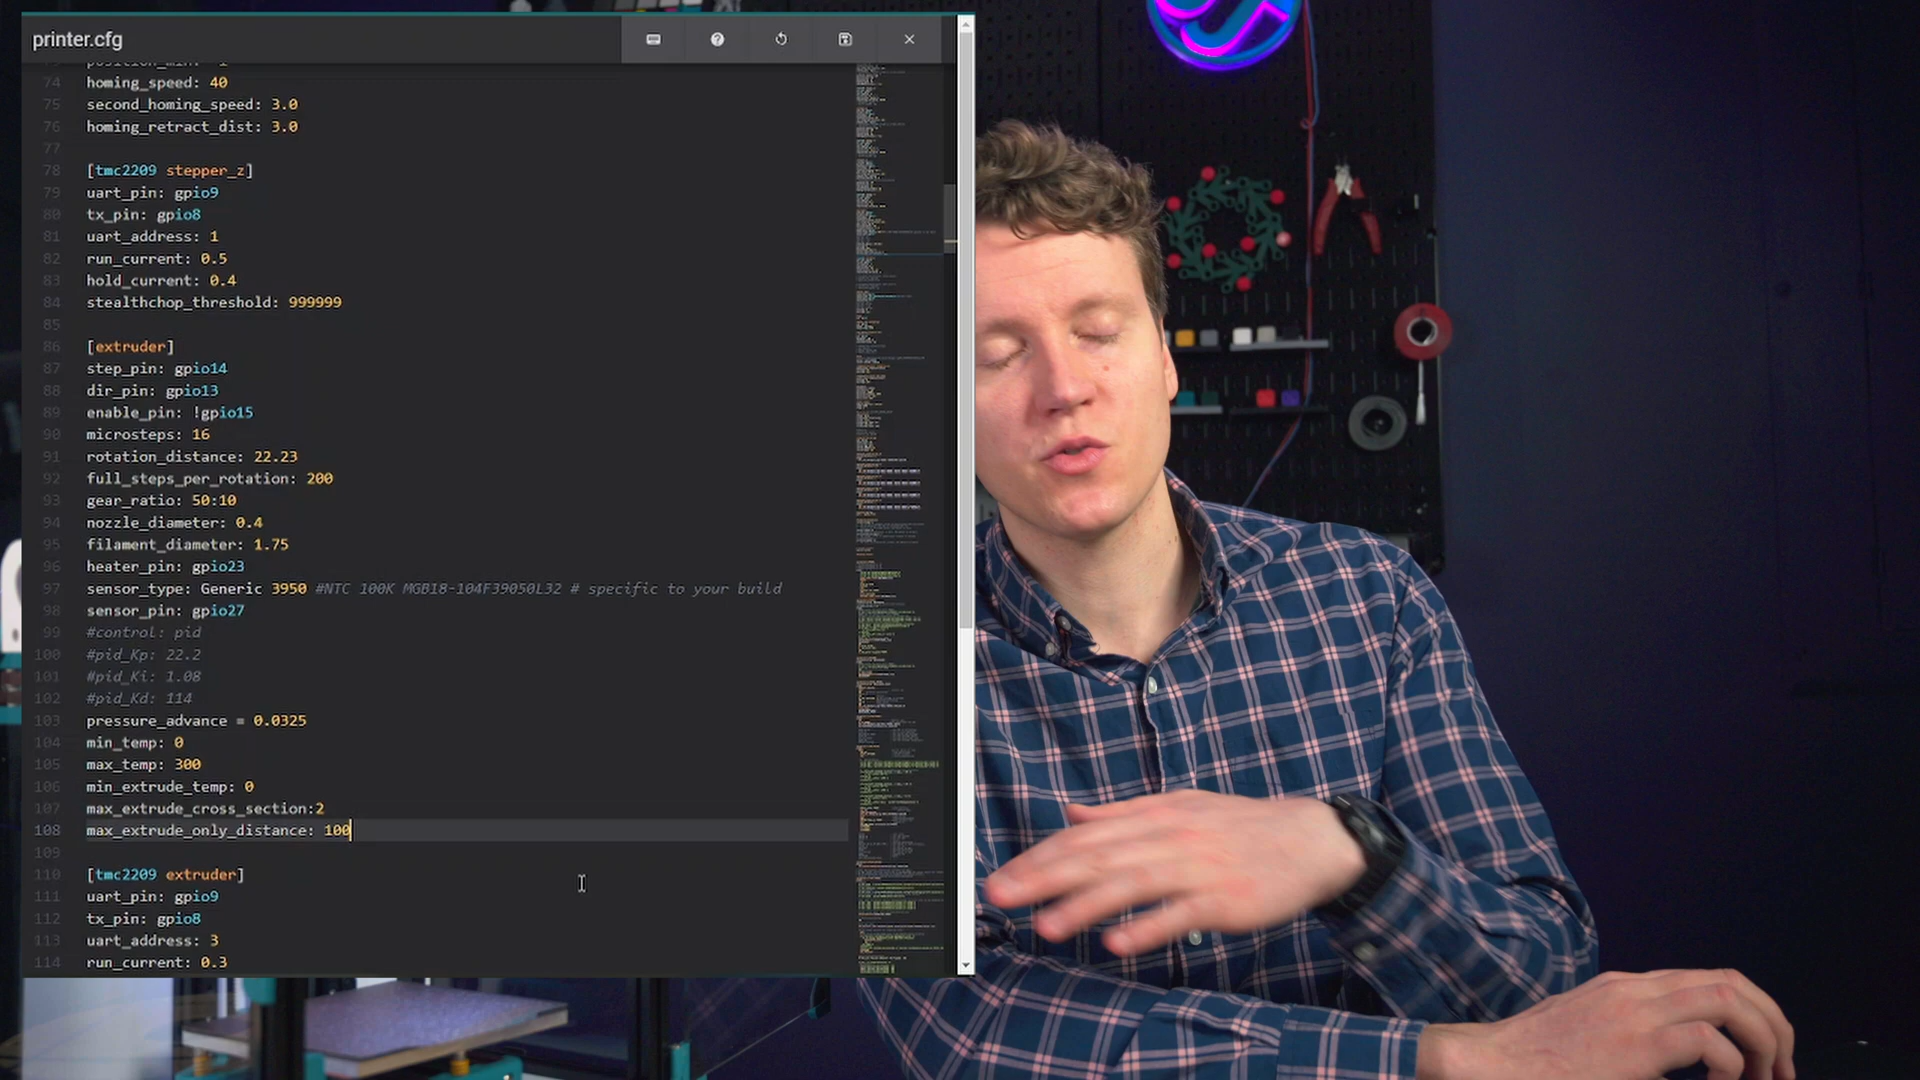 printer.cfg
74 homing_speed: 40
75 second_homing_speed: 3.0
76 homing_retract_dist: 3.0
77
78 [tmc2209 stepper_z]
79 uart_pin: gpio9
80 tx_pin: gpio8
81 uart_address: 1
82 run_current: 0.5
83 hold_current: 0.4
84 stealthchop_threshold: 999999
85
86 [extruder]
87 step_pin: gpio14
88 dir_pin: gpio13
89 enable_pin: !gpio15
90 microsteps: 16
91 rotation_distance: 22.23
92 full_steps_per_rotation: 200
93 gear_ratio: 50:10
94 nozzle_diameter: 0.4
95 filament_diameter: 1.75
96 heater_pin: gpio23
97 sensor_type: Generic 3950 #NTC 100K MGB18-104F39050L32 # specific to your build
98 sensor_pin: gpio27
99 #control: pid
100 #pid_Kp: 22.2
101 #pid_Ki: 1.08
102 #pid_Kd: 114
103 pressure_advance = 0.0325
104 min_temp: 0
105 max_temp: 300
106 min_extrude_temp: 0
107 max_extrude_cross_section:2
108 max_extrude_only_distance: 100
109
110 [tmc2209 extruder]
111 uart_pin: gpio9
112 tx_pin: gpio8
113 uart_address: 3
114 run_current: 0.3